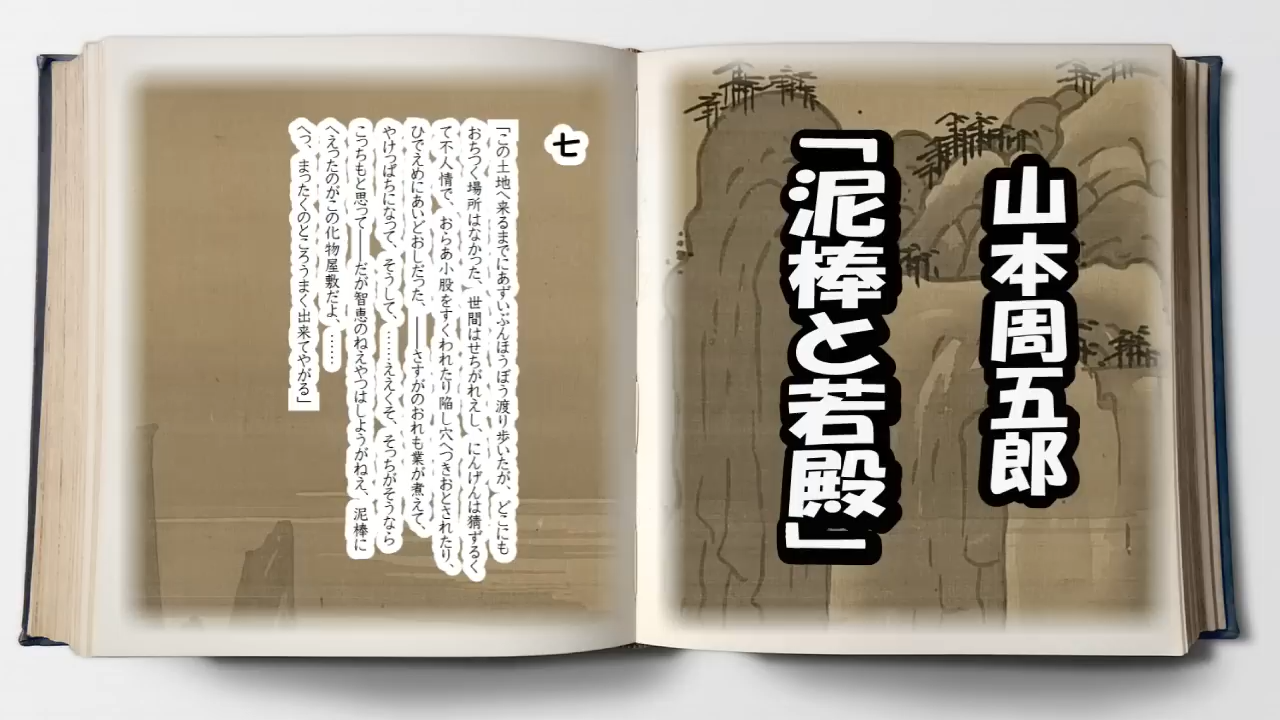 山本周五郎
「泥棒と若殿」
七
「この土地へ来るまでにあずいぶんほうぼう渡り歩いたが、どこにも
おちつく場所はなかった、世間はせちがれえし、にんげんは猾ずるく
て不人情で、おらあ小股をすくわれたり陥し穴へつきおとされたり、
ひでえめにあいどおしだった、――さすがのおれも業が煮えて、
やけっぱちになって、そうして、……ええくそ、そっちがそうなら
こっちもと思って――だが智恵のねえやつはしようがねえ、泥棒に
へえったのがこの化物屋敷だよ、……
へっ、まったくのところうまく出来てやがる」